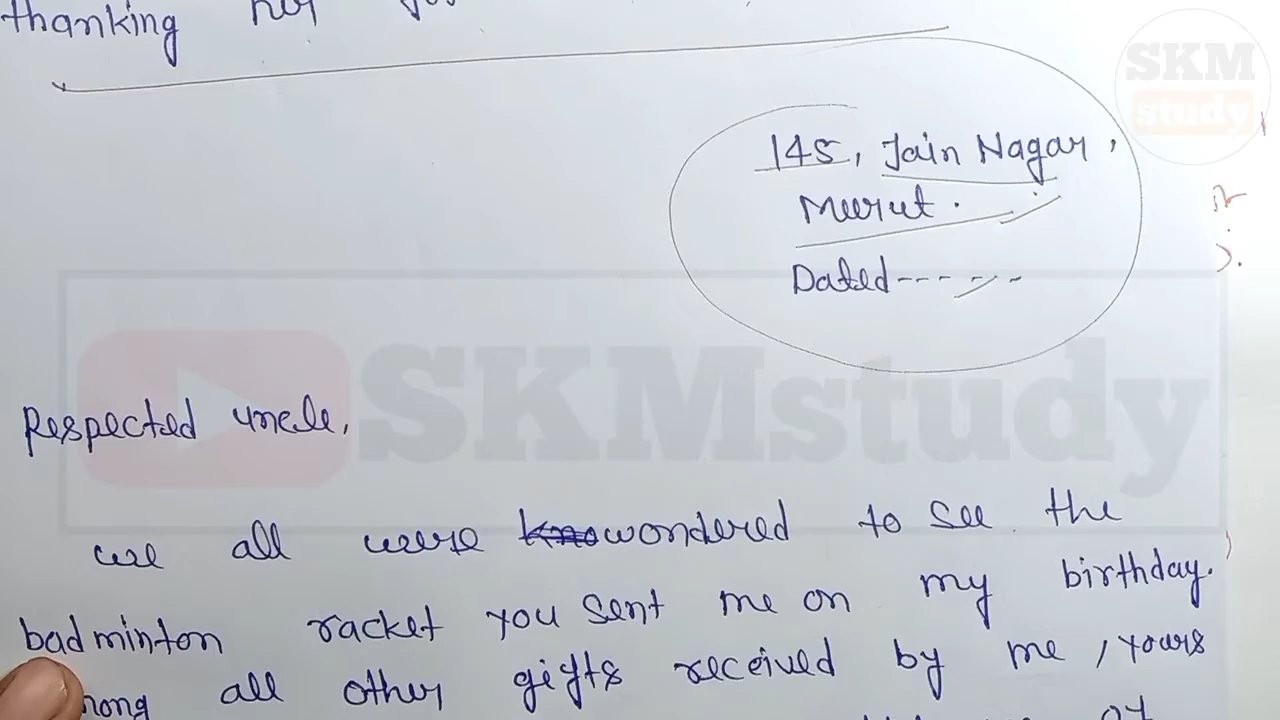 thanking her
SKM
study
145, Jain Nagar,
Meerut.
Dated------
SKMstudy
Respected uncle,
we all were wondered to see the
badminton racket you sent me on my birthday.
all other gifts received by me, yours